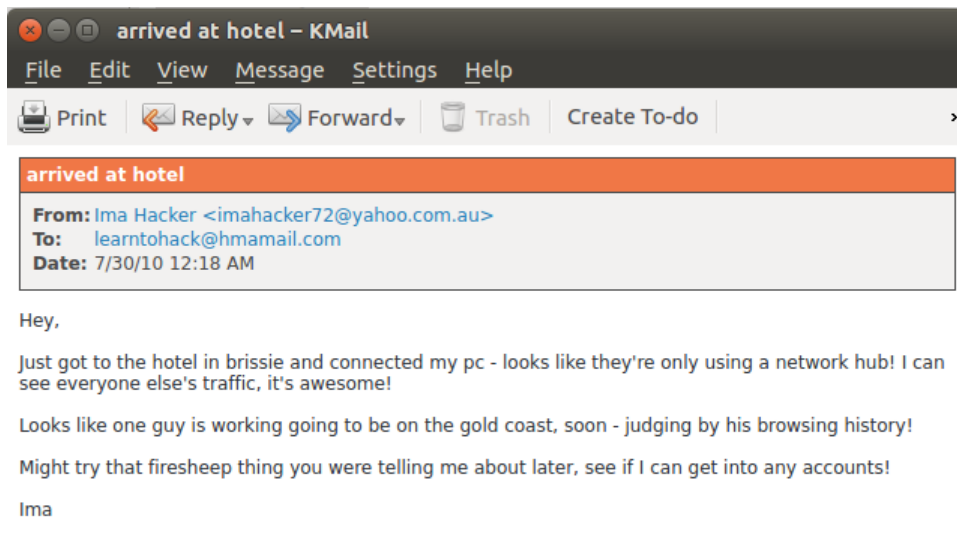 arrived at hotel – KMail
File Edit View Message Settings Help
Print Reply Forward Trash Create To-do
arrived at hotel
From: Ima Hacker <imahacker72@yahoo.com.au>
To: learntohack@hmamail.com
Date: 7/30/10 12:18 AM
Hey,
Just got to the hotel in brissie and connected my pc - looks like they're only using a network hub! I can
see everyone else's traffic, it's awesome!
Looks like one guy is working going to be on the gold coast, soon - judging by his browsing history!
Might try that firesheep thing you were telling me about later, see if I can get into any accounts!
Ima